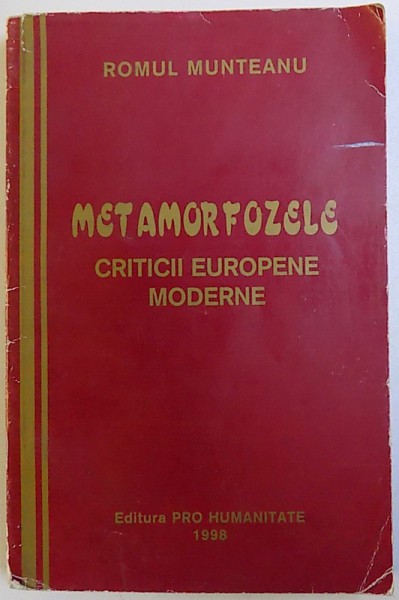 ROMUL MUNTEANU
METAMORFOZELE
CRITICII EUROPENE
MODERNE
Editura PRO HUMANITATE
1998